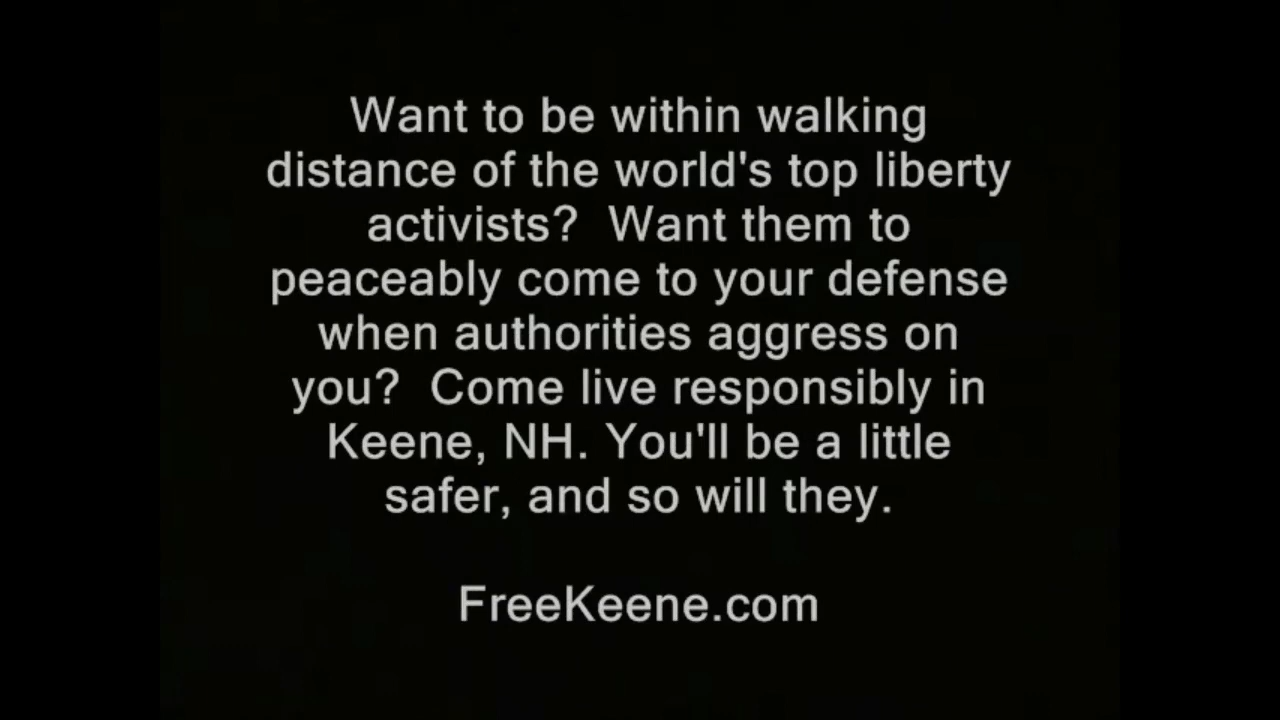 Want to be within walking
distance of the world's top liberty
activists?  Want them to
peaceably come to your defense
when authorities aggress on
you?  Come live responsibly in
Keene, NH. You'll be a little
safer, and so will they.
FreeKeene.com